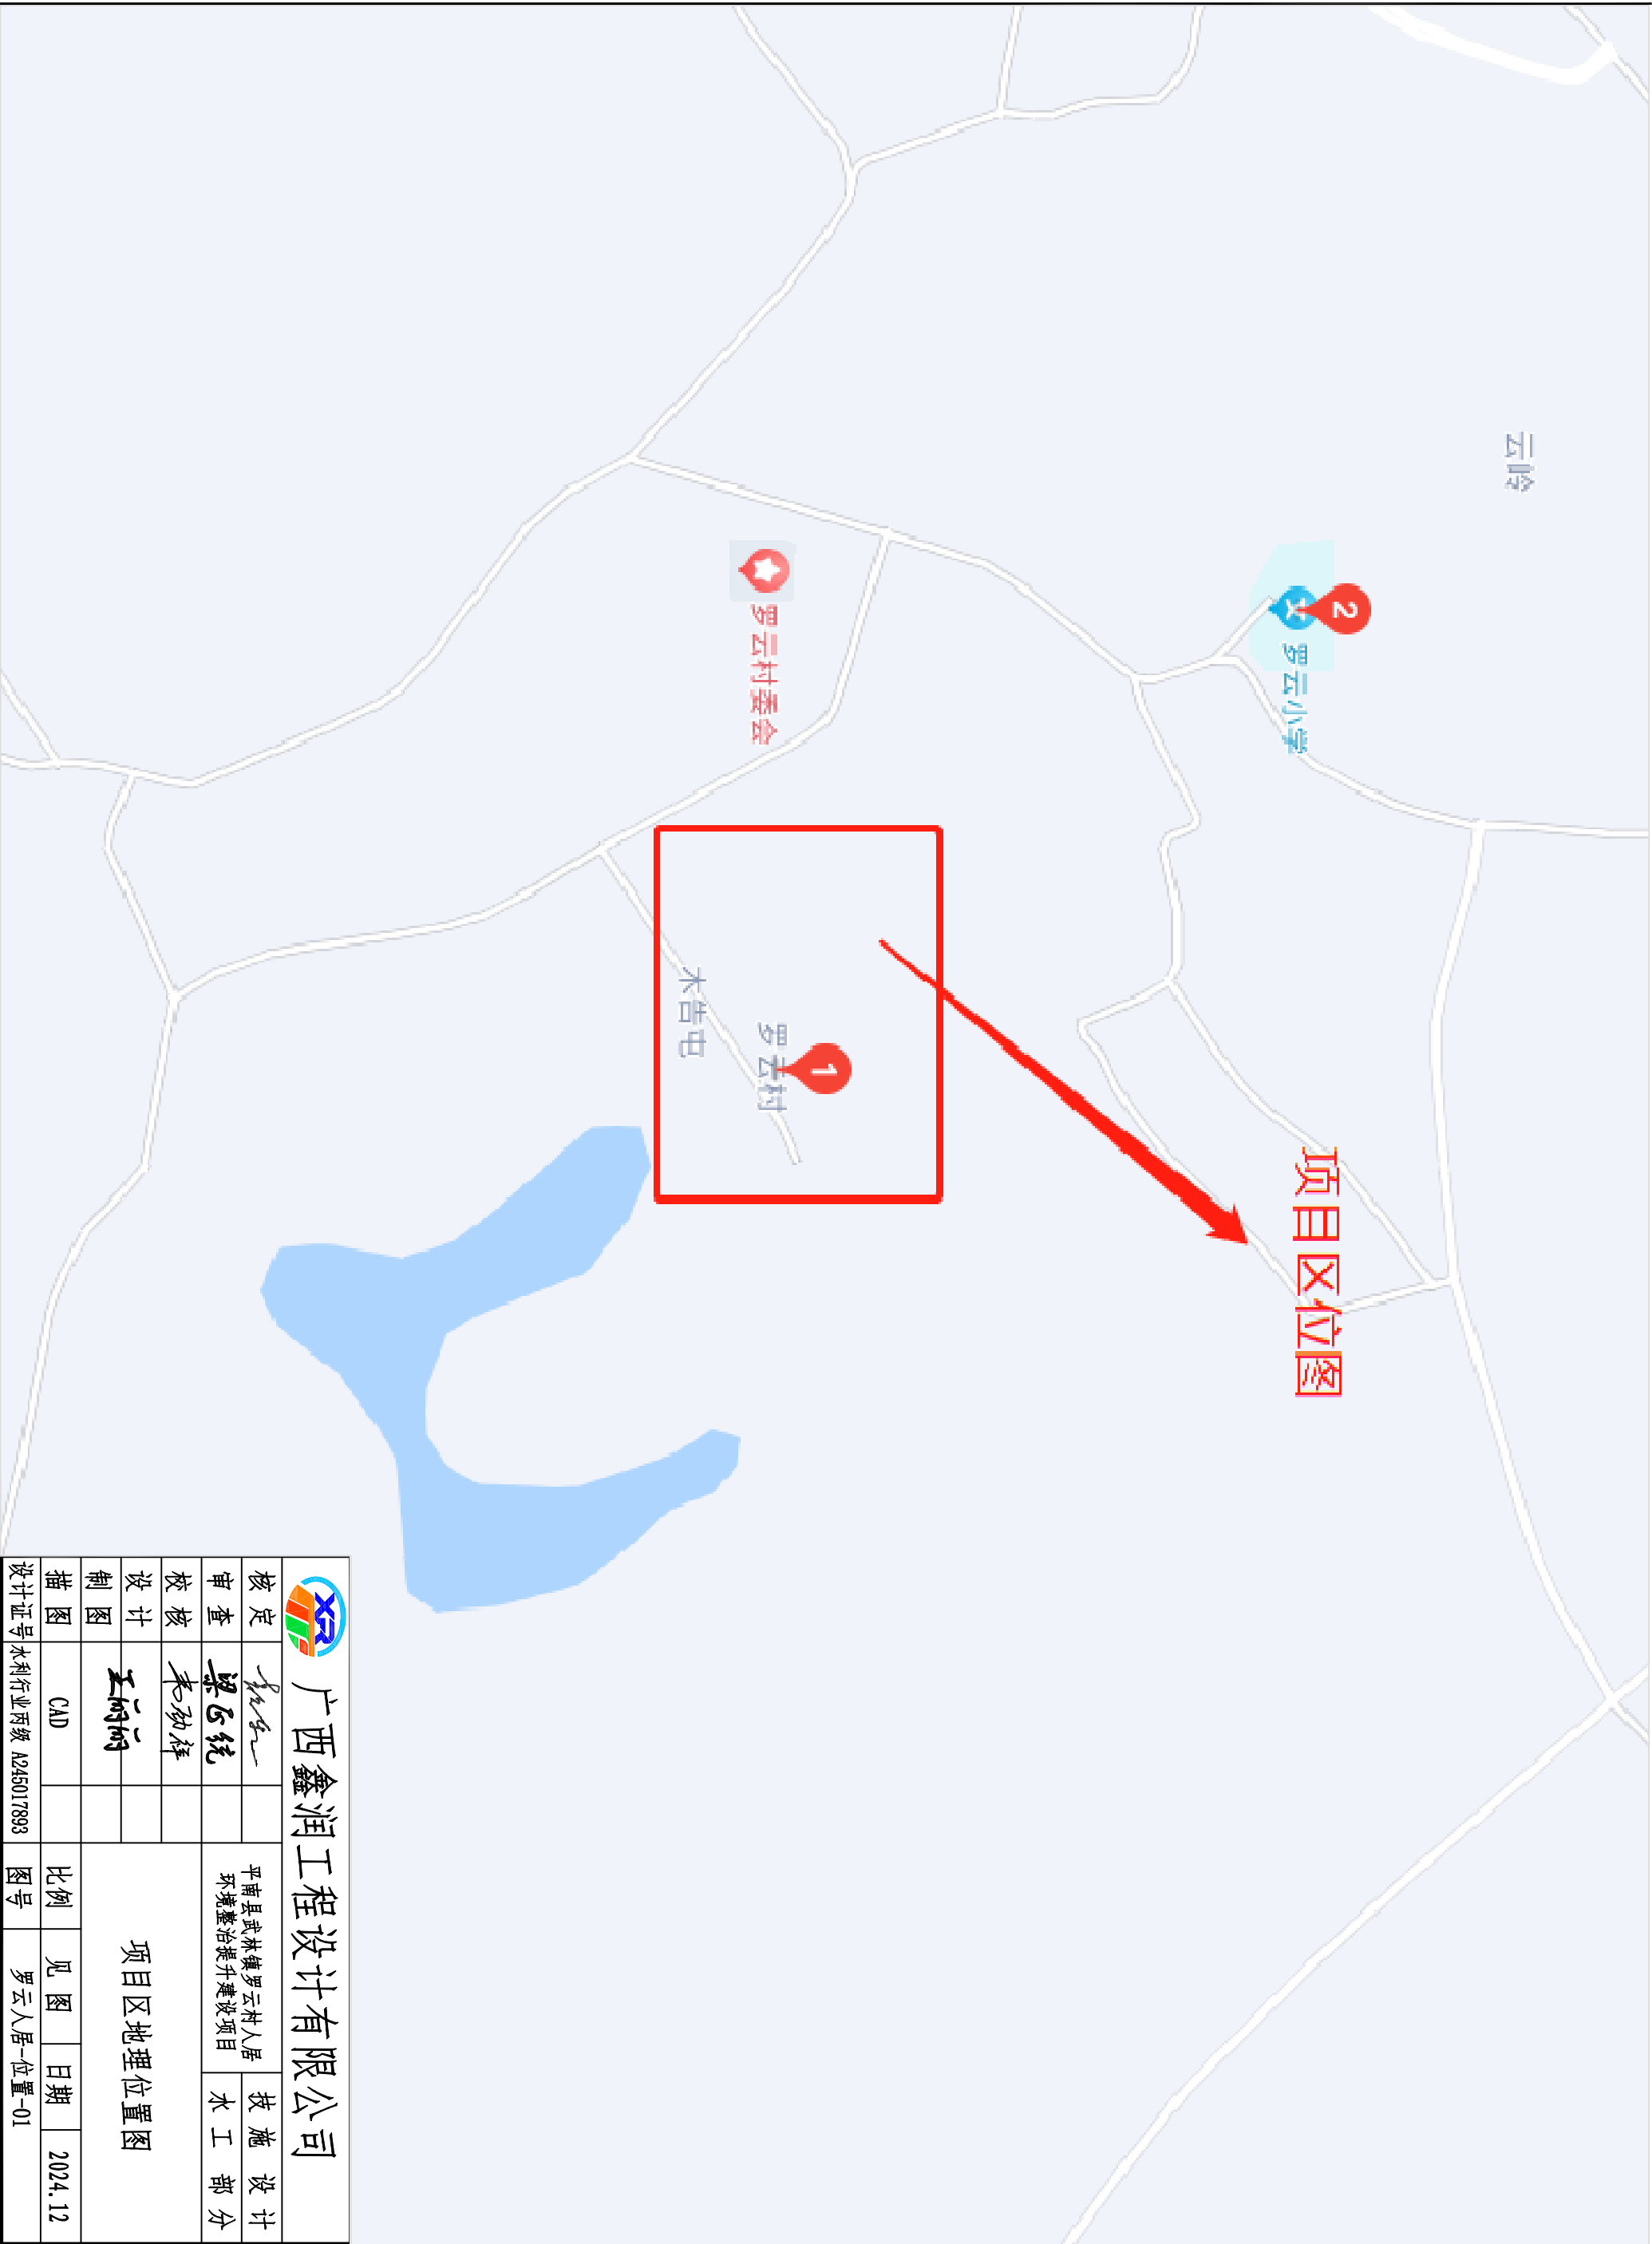 云岭
2
罗云小学
罗云村委会
1
罗云村
木告屯
项目区位图
XR
广西鑫润工程设计有限公司
核定
平南县武林镇罗云村人居
环境整治提升建设项目
技施 设计
审查
梁
水工 部分
校核
设计
项目区地理位置图
制图
描图
CAD
比例
见图
日期
2024.12
设计证号
水利行业丙级 A245017893
图号
罗云人居-位置-01